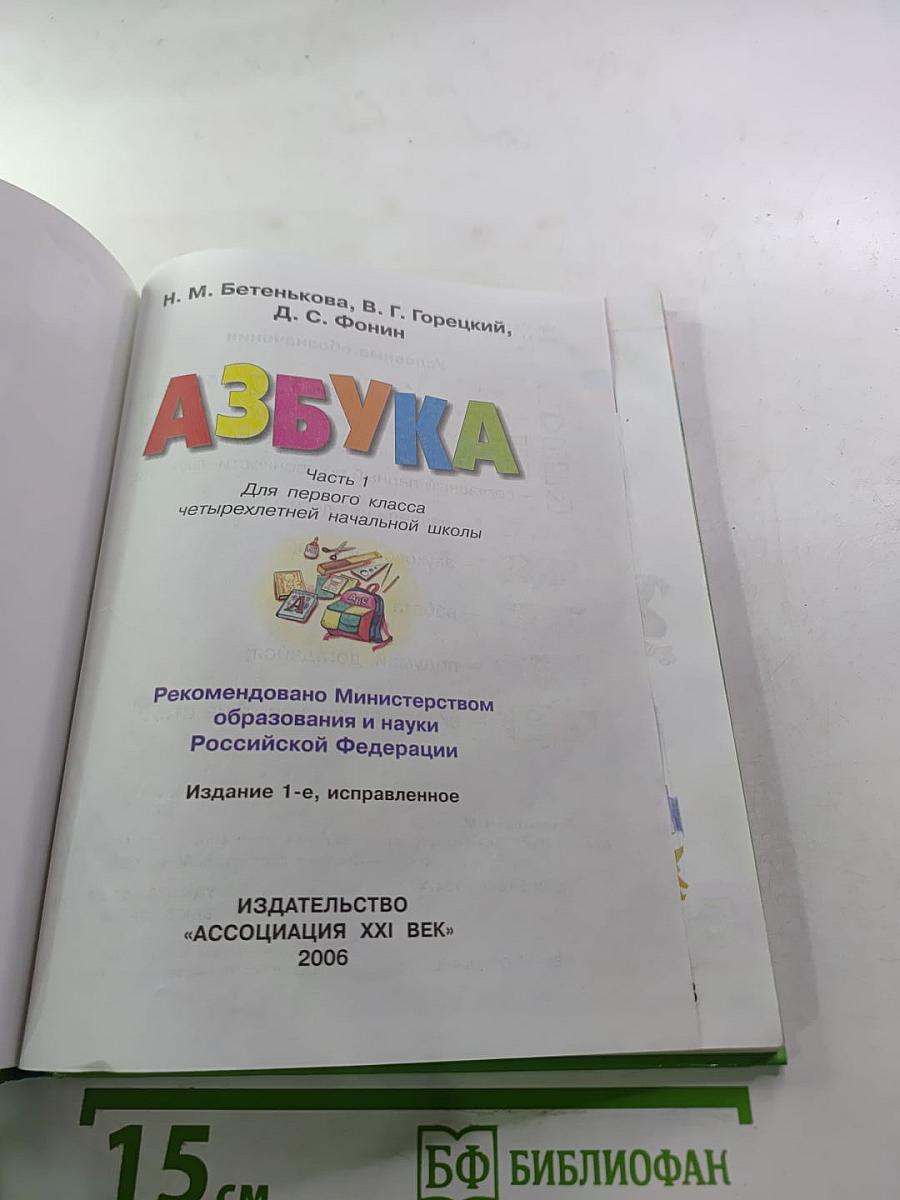 Н. М. Бетенькова, В. Г. Горецкий,
Д. С. Фонин
АЗБУКА
Часть 1
Для первого класса
четырехлетней начальной школы
Рекомендовано Министерством
образования и науки
Российской Федерации
Издание 1-е, исправленное
ИЗДАТЕЛЬСТВО
«АССОЦИАЦИЯ XXI ВЕК»
2006
15 см
БФ БИБЛИОФАН